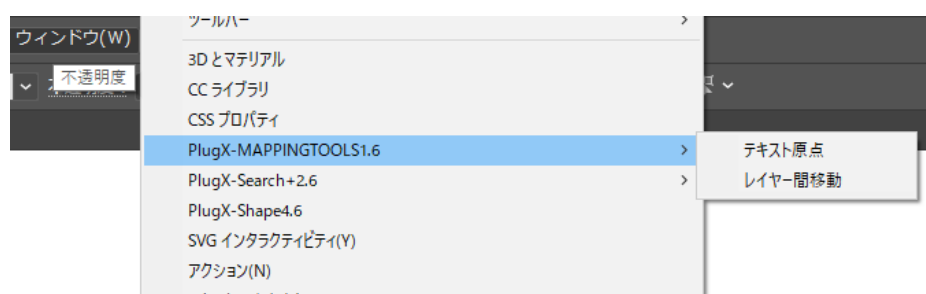 ツールバー
ウィンドウ(W)
不透明度
3D とマテリアル
CC ライブラリ
CSS プロパティ
PlugX-MAPPINGTOOLS1.6
テキスト原点
PlugX-Search+2.6
レイヤー間移動
PlugX-Shape4.6
SVG インタラクティビティ(Y)
アクション(N)